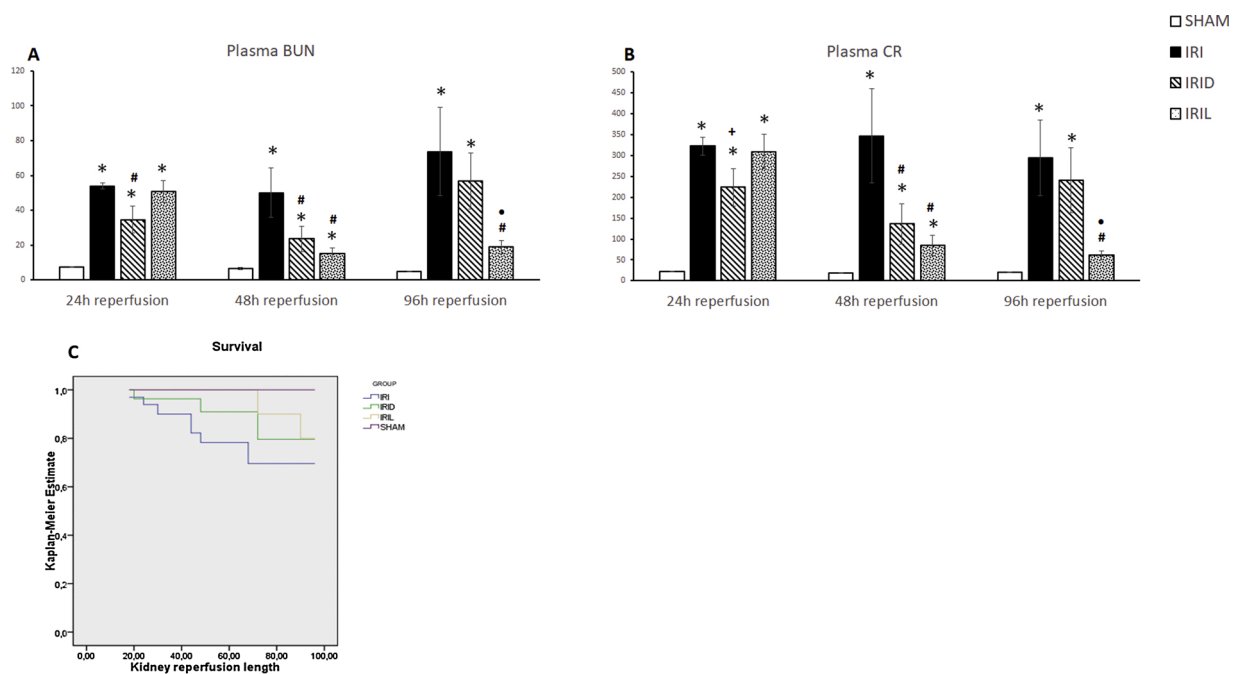 SHAM
IRI
IRID
IRIL
A
Plasma BUN
120
100
80
60
40
20
0
*
#
*
*
*
#
*
#
*
*
*
•
#
24h reperfusion
48h reperfusion
96h reperfusion
B
Plasma CR
500
450
400
350
300
250
200
150
100
50
0
*
+
*
*
*
#
*
#
*
*
*
•
#
24h reperfusion
48h reperfusion
96h reperfusion
C
Survival
Kaplan-Meier Estimate
1,0
0,8
0,6
0,4
0,2
0,0
0,00 20,00 40,00 60,00 80,00 100,00
Kidney reperfusion length
GROUP
IRI
IRID
IRIL
SHAM